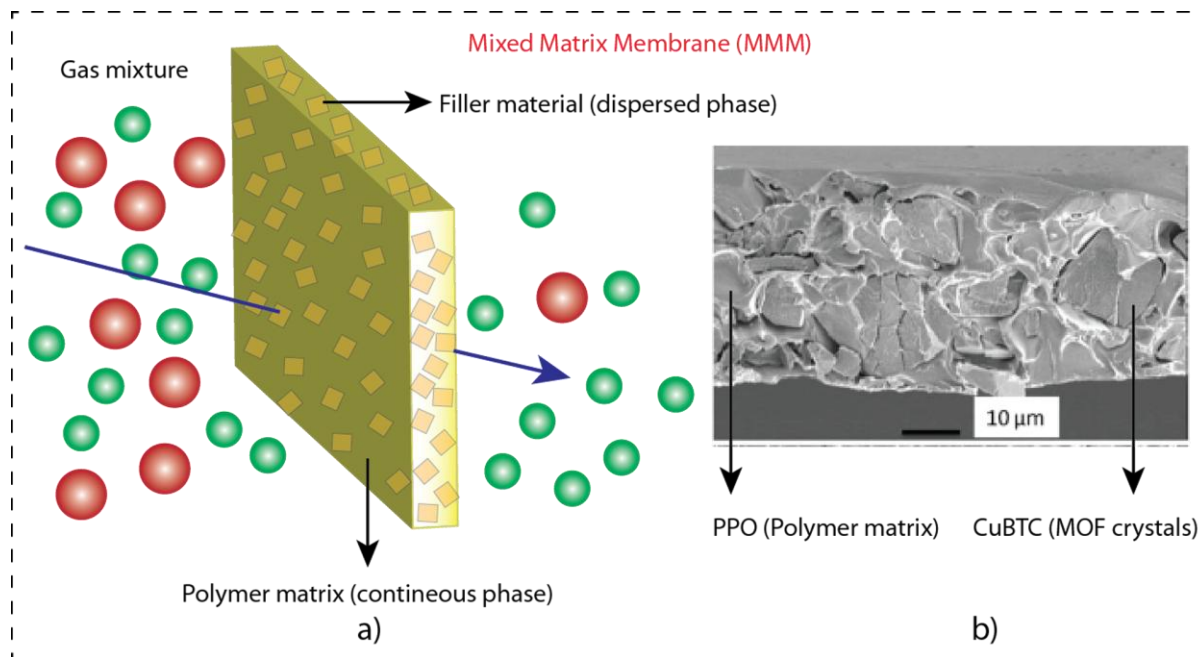 Mixed Matrix Membrane (MMM)
Gas mixture
Filler material (dispersed phase)
10 μm
PPO (Polymer matrix)
CuBTC (MOF crystals)
Polymer matrix (contineous phase)
a)
b)